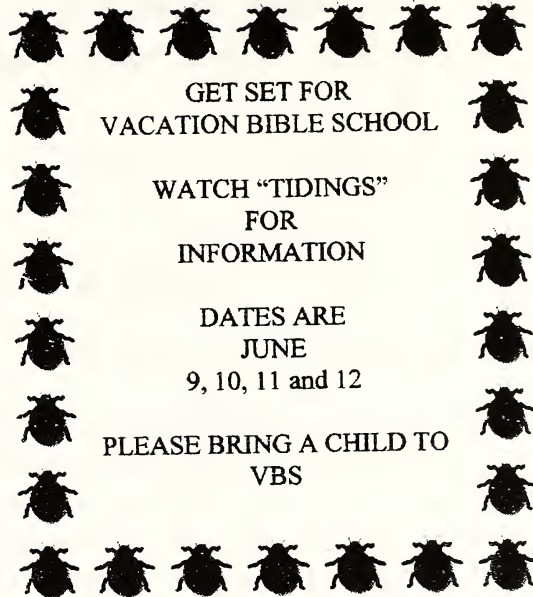 GET SET FOR
VACATION BIBLE SCHOOL
WATCH “TIDINGS”
FOR
INFORMATION
DATES ARE
JUNE
9, 10, 11 and 12
PLEASE BRING A CHILD TO
VBS